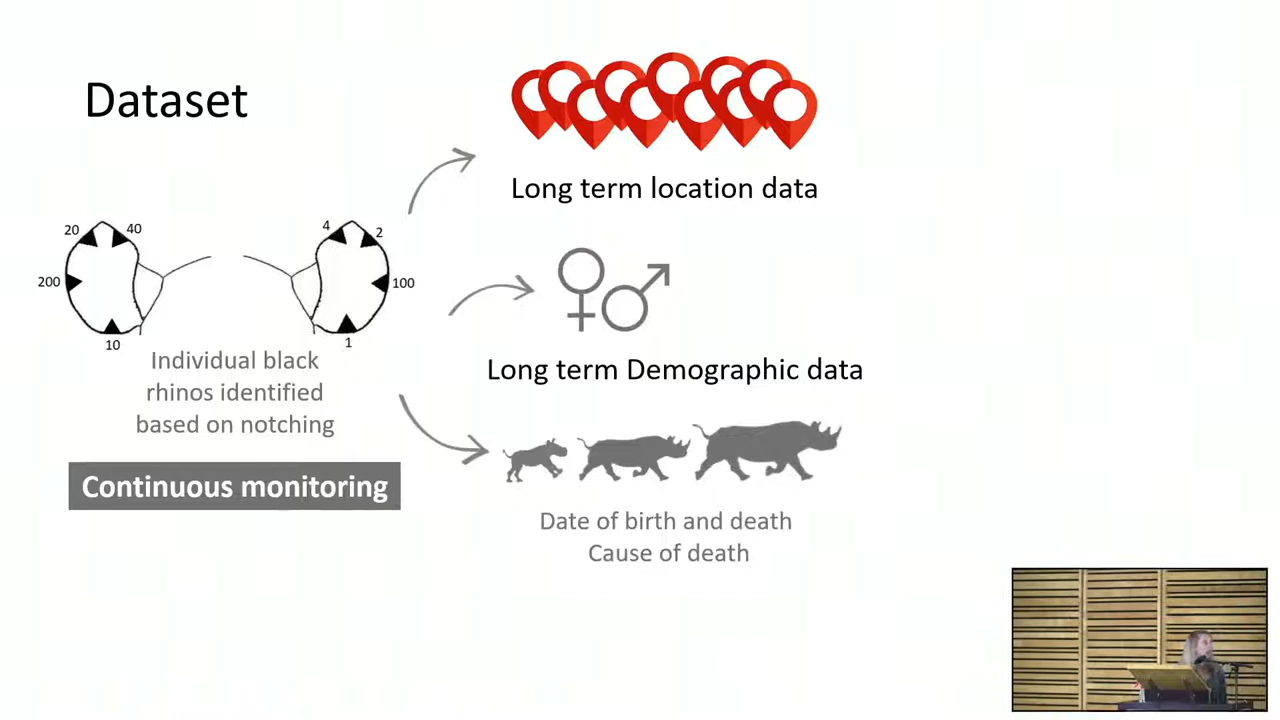 Dataset
Long term location data
20
40
4
2
200
100
10
1
Individual black
rhinos identified
based on notching
Long term Demographic data
Continuous monitoring
Date of birth and death
Cause of death